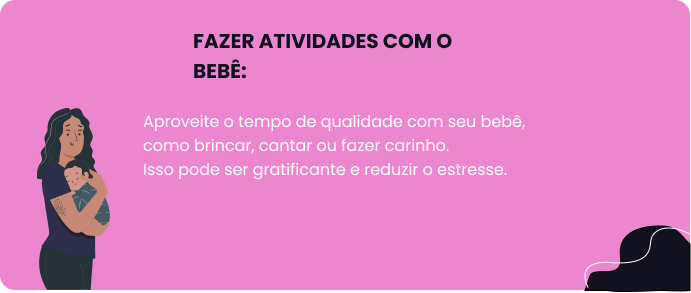 FAZER ATIVIDADES COM O
BEBÊ:
Aproveite o tempo de qualidade com seu bebê,
como brincar, cantar ou fazer carinho.
Isso pode ser gratificante e reduzir o estresse.